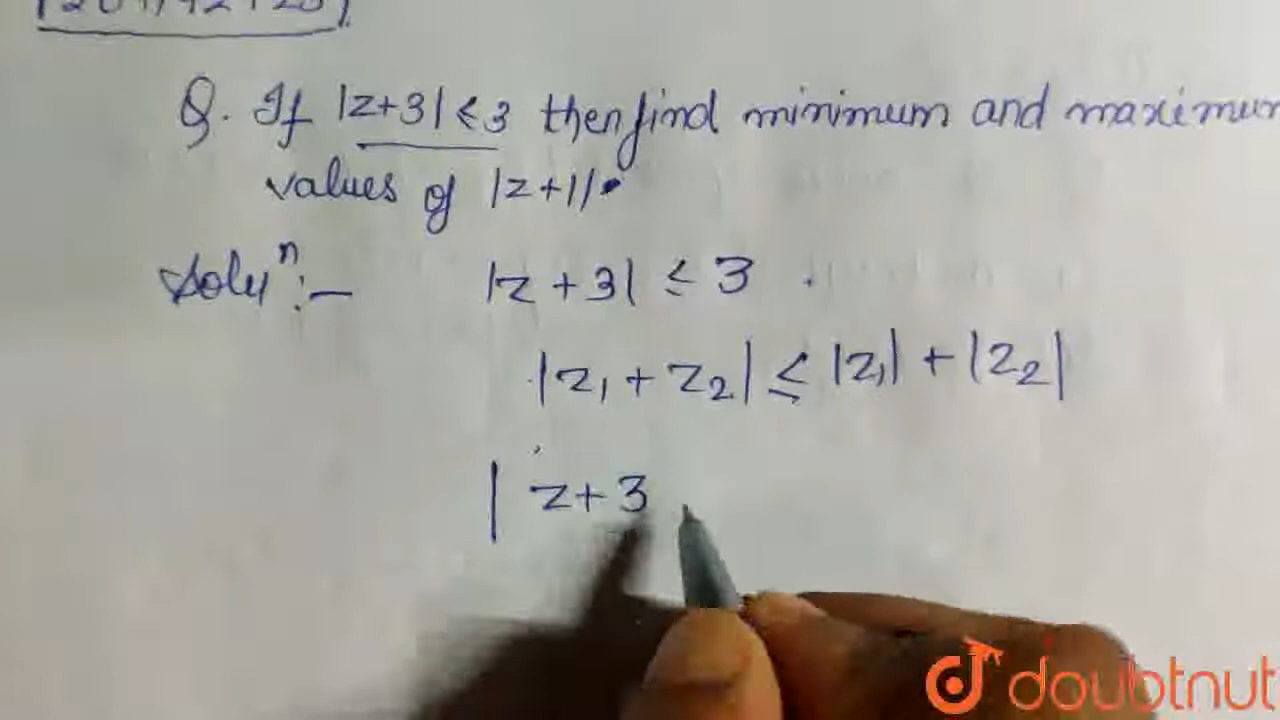 Q. If |z+3| ≤ 3 then find minimum and maximum
values of |z+1|.
Soluⁿ :-
|z + 3| ≤ 3
|z₁ + z₂| ≤ |z₁| + |z₂|
| z+3
doubtnut